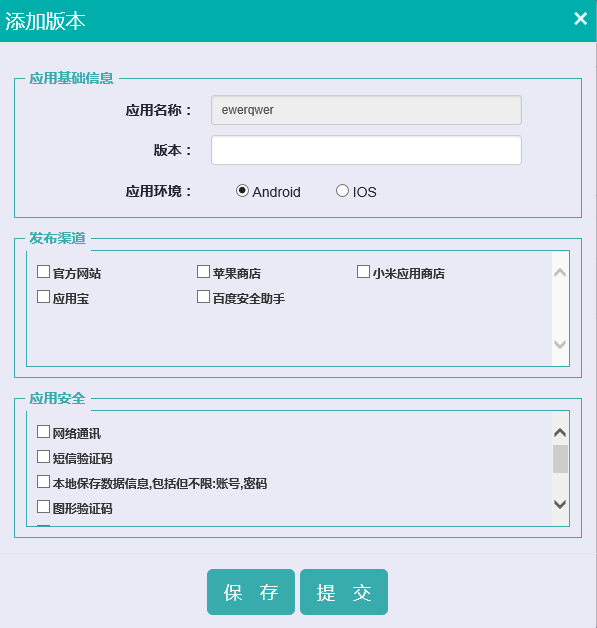 添加版本
应用基础信息
应用名称： ewerqwer
版本：
应用环境： Android IOS
发布渠道
官方网站 苹果商店 小米应用商店
应用宝 百度安全助手
应用安全
网络通讯
短信验证码
本地保存数据信息,包括但不限:账号,密码
图形验证码
保 存 提 交